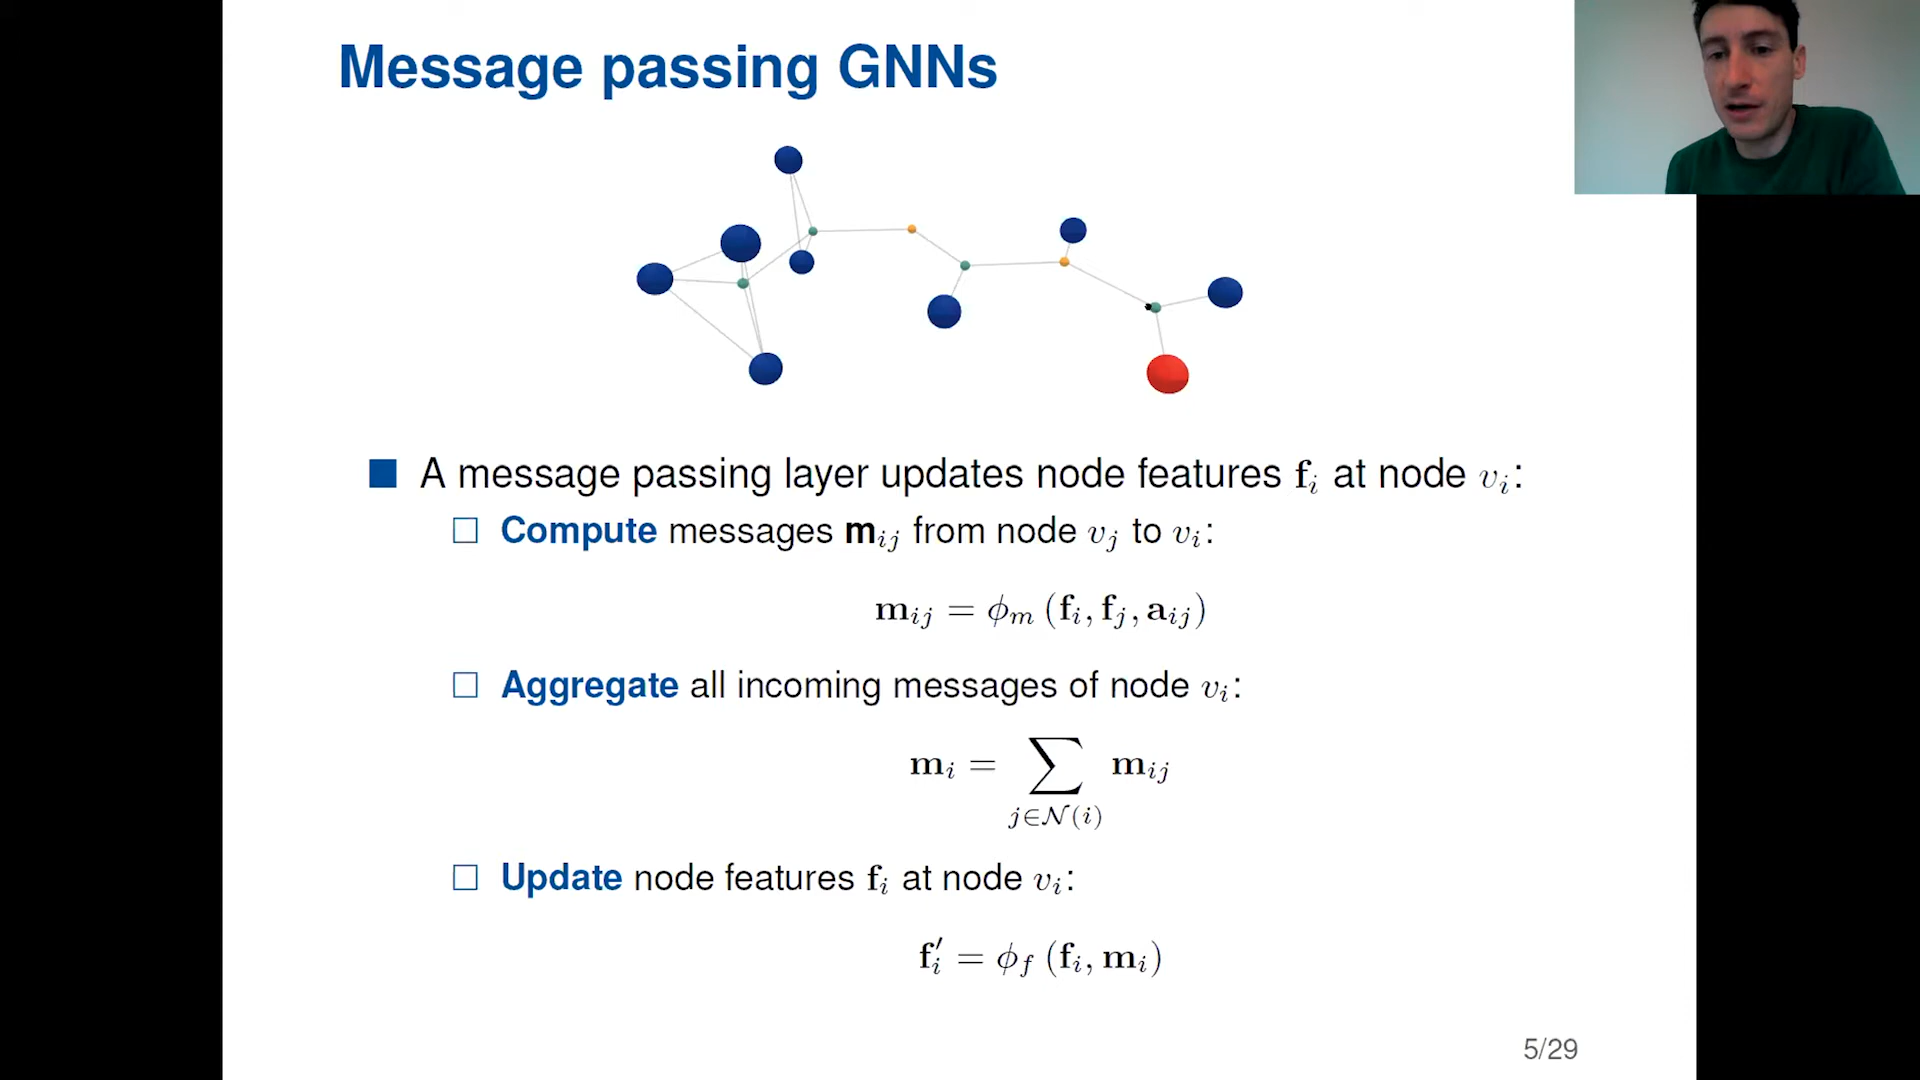 Message passing GNNs
A message passing layer updates node features f_i at node v_i:
Compute messages m_ij from node v_j to v_i:
m_ij = ϕ_m (f_i, f_j, a_ij)
Aggregate all incoming messages of node v_i:
m_i = ∑_{j∈𝒩(i)} m_ij
Update node features f_i at node v_i:
f′_i = ϕ_f (f_i, m_i)
5/29